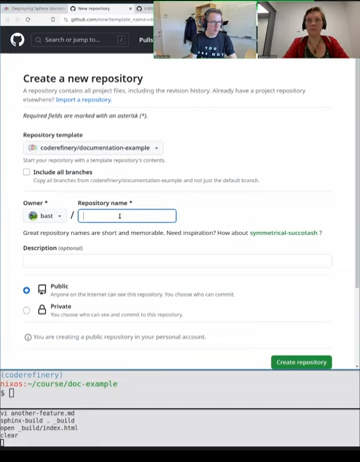 Deploying Sphinx docum
New repository
github.com/new?template_name=d
Search or jump to...
Pulls
Create a new repository
A repository contains all project files, including the revision history. Already have a project repository
elsewhere? Import a repository.
Required fields are marked with an asterisk (*).
Repository template
coderefinery/documentation-example
Start your repository with a template repository's contents.
Include all branches
Copy all branches from coderefinery/documentation-example and not just the default branch.
Owner *
Repository name *
bast
/
Great repository names are short and memorable. Need inspiration? How about symmetrical-succotash ?
Description (optional)
Public
Anyone on the internet can see this repository. You choose who can commit.
Private
You choose who can see and commit to this repository.
You are creating a public repository in your personal account.
Create repository
(coderefinery)
nixos:~/course/doc-example
$
vi another-feature.md
sphinx-build . _build
open _build/index.html
clear